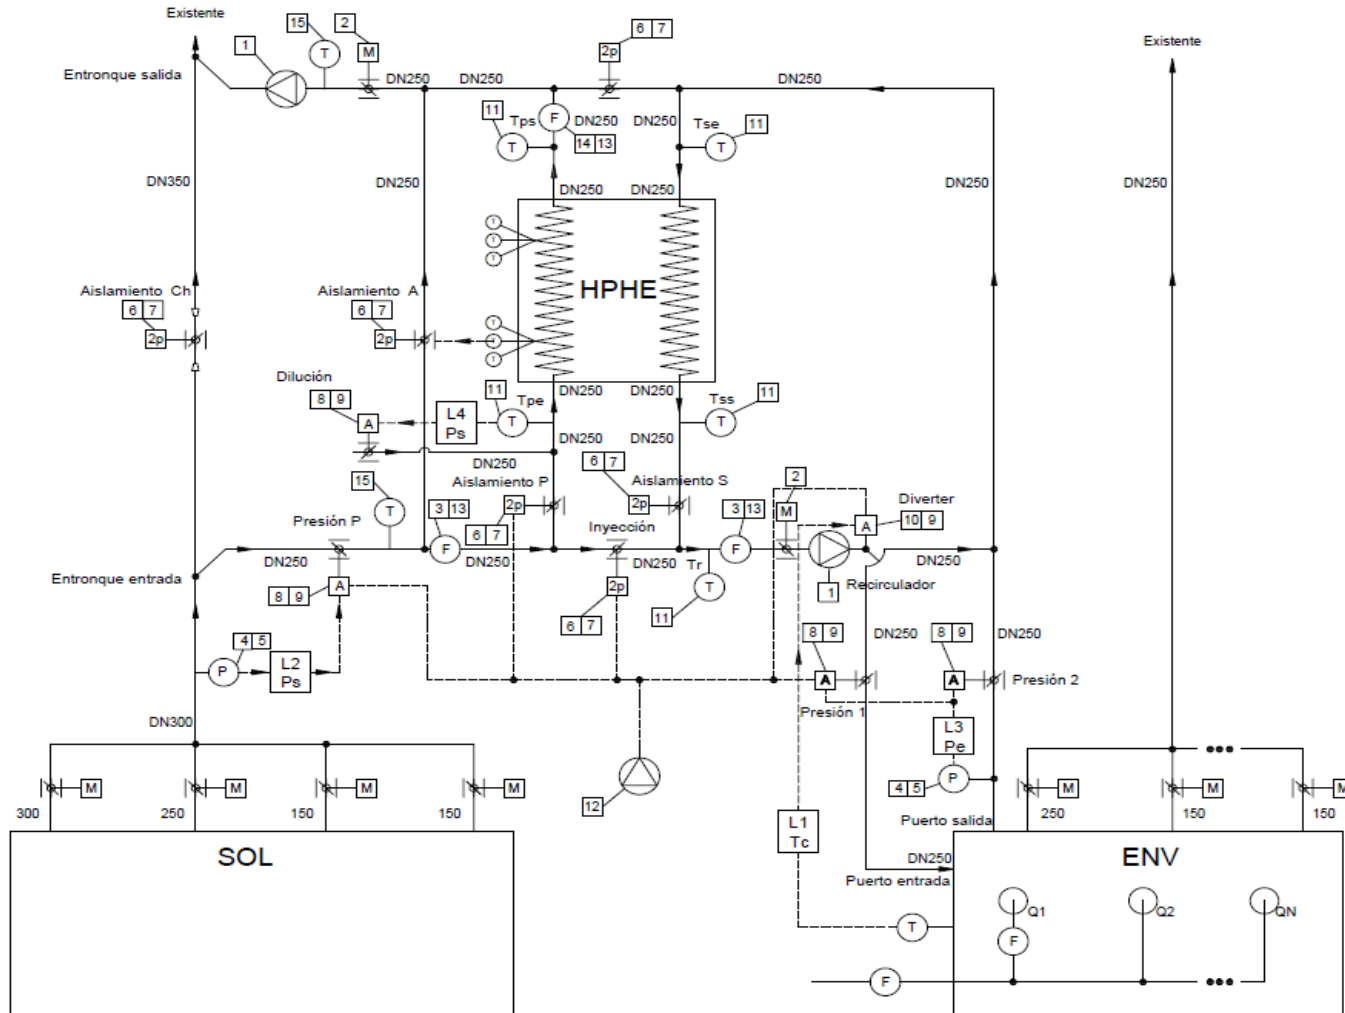 Existente
15
2
6 7
1
T
M
2p
Existente
Entronque salida
DN250
DN250
DN250
DN250
11
Tps
F
DN250
DN250
Tse
11
T
14 13
T
DN350
DN250
DN250
DN250
DN250
DN250
T
T
T
HPHE
Aislamiento Ch
6 7
2p
Aislamiento A
6 7
2p
T
T
T
Dilución
8 9
A
L4
Ps
11
Tpe
T
DN250
DN250
Tss
11
T
DN250
DN250
DN250
15
T
Aislamiento P
6 7
2p
6 7
Aislamiento S
2p
2
M
Diverter
A
10 9
Presión P
3 13
F
Inyección
3 13
F
DN250
DN250
DN250
DN250
Entronque entrada
A
8 9
2p
6 7
Tr
T
11
Recirculador
1
4 5
P
L2
Ps
8 9
DN250
8 9
DN250
A
Presión 1
A
Presión 2
DN300
L3
Pe
P
4 5
12
M
M
M
M
300
250
150
150
M
M
M
250
150
150
Puerto salida
L1
Tc
SOL
DN250
Puerto entrada
ENV
T
Q1
Q2
QN
F
F